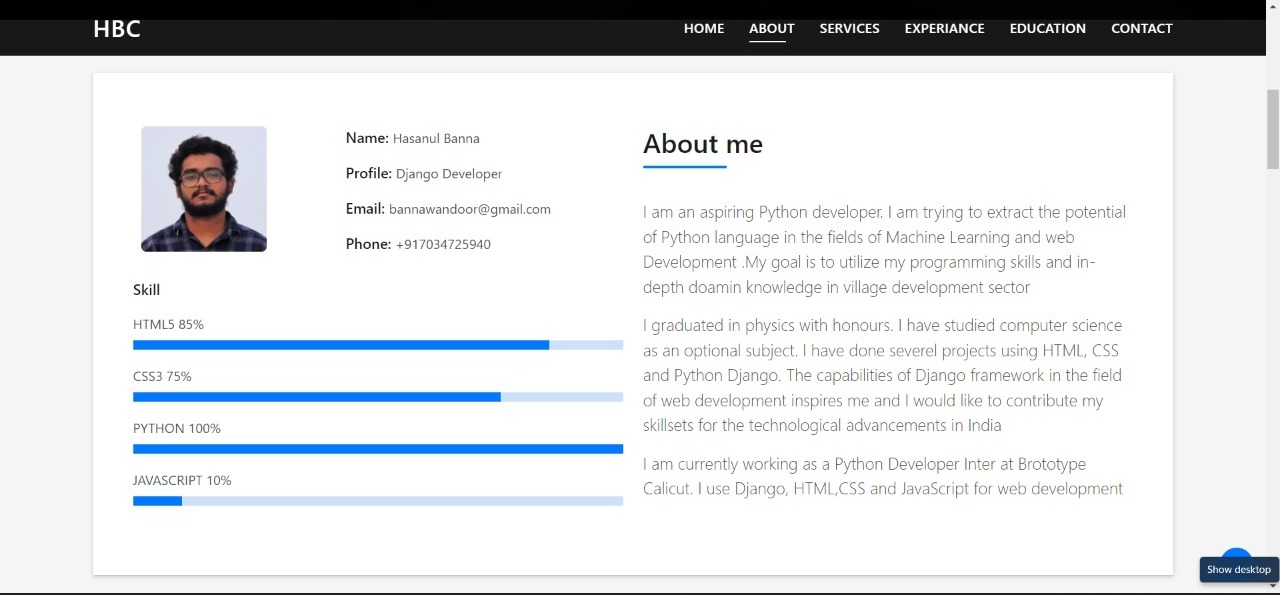 HBC
HOME ABOUT SERVICES EXPERIANCE EDUCATION CONTACT
Name: Hasanul Banna
Profile: Django Developer
Email: bannawandoor@gmail.com
Phone: +917034725940
Skill
HTML5 85%
CSS3 75%
PYTHON 100%
JAVASCRIPT 10%
About me
I am an aspiring Python developer. I am trying to extract the potential
of Python language in the fields of Machine Learning and web
Development .My goal is to utilize my programming skills and in-
depth doamin knowledge in village development sector
I graduated in physics with honours. I have studied computer science
as an optional subject. I have done severel projects using HTML, CSS
and Python Django. The capabilities of Django framework in the field
of web development inspires me and I would like to contribute my
skillsets for the technological advancements in India
I am currently working as a Python Developer Inter at Brototype
Calicut. I use Django, HTML,CSS and JavaScript for web development
Show desktop